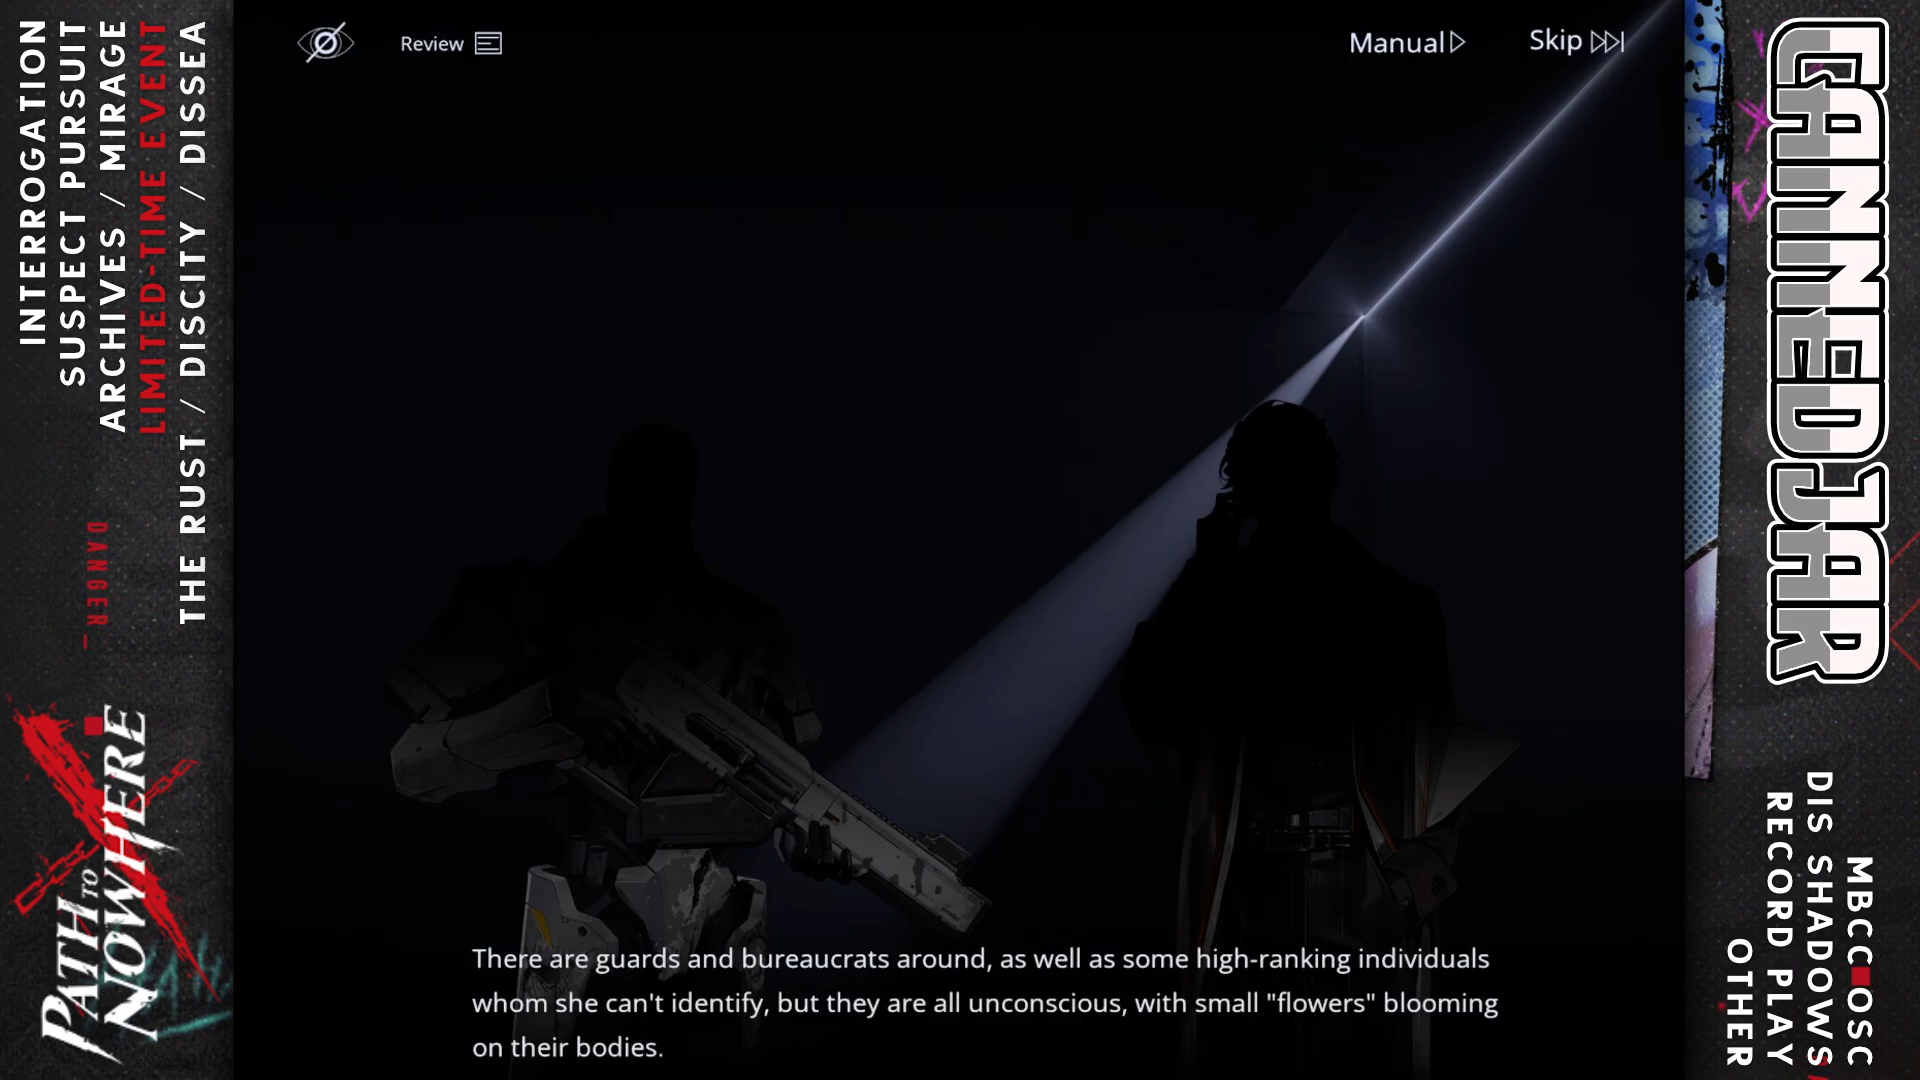 INTERROGATION
SUSPECT PURSUIT
ARCHIVES / MIRAGE
LIMITED-TIME EVENT
THE RUST / DISCITY / DISSEA
DANGER
PATH TO
NOWHERE
Review
Manual
Skip
There are guards and bureaucrats around, as well as some high-ranking individuals
whom she can't identify, but they are all unconscious, with small "flowers" blooming
on their bodies.
CANNEDJAR
MBCC■OSC
DIS SHADOWS
RECORD PLAY
OTHER